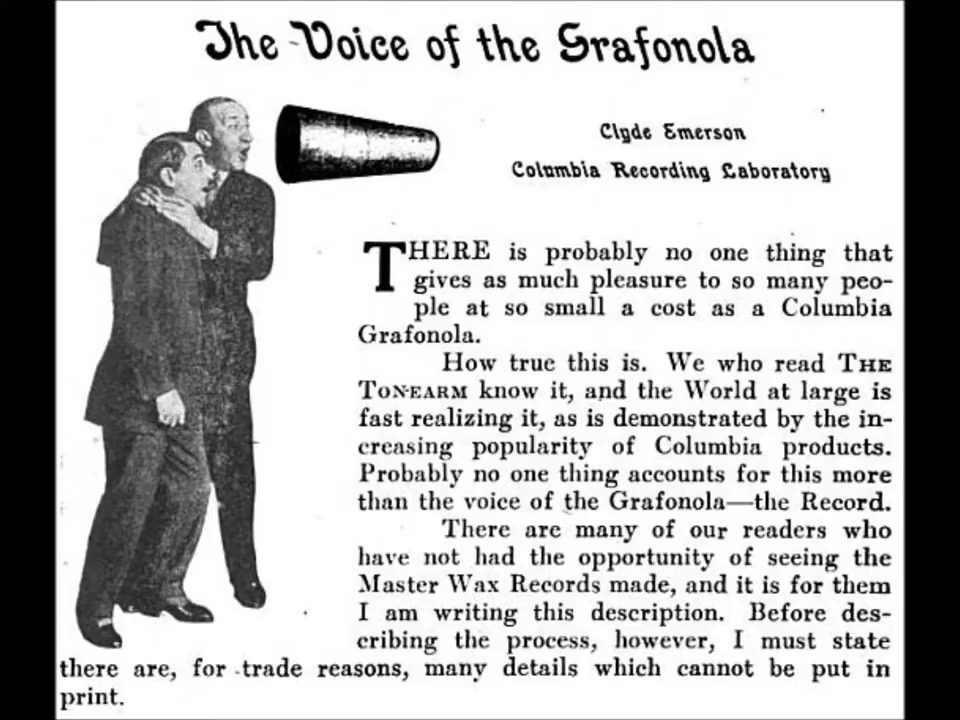 The Voice of the Grafonola
Clyde Emerson
Columbia Recording Laboratory
THERE is probably no one thing that
gives as much pleasure to so many peo-
ple at so small a cost as a Columbia
Grafonola.
How true this is. We who read THE
TONEARM know it, and the World at large is
fast realizing it, as is demonstrated by the in-
creasing popularity of Columbia products.
Probably no one thing accounts for this more
than the voice of the Grafonola—the Record.
There are many of our readers who
have not had the opportunity of seeing the
Master Wax Records made, and it is for them
I am writing this description. Before des-
cribing the process, however, I must state
there are, for trade reasons, many details which cannot be put in
print.